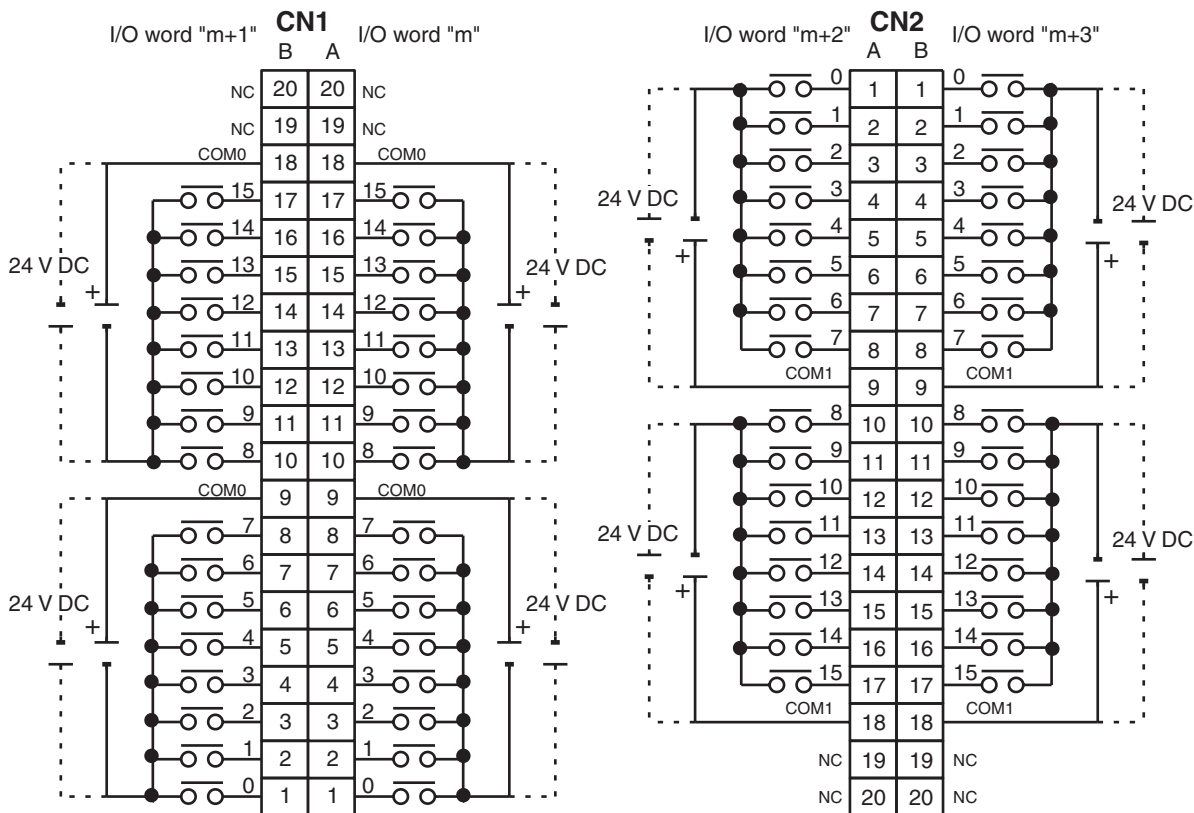 CN1
I/O word "m+1" I/O word "m"
B A
NC 20 20 NC
NC 19 19 NC
COM0 18 18 COM0
15 17 17 15
14 16 16 14
13 15 15 13
24 V DC 24 V DC
+ +
12 14 14 12
11 13 13 11
10 12 12 10
9 11 11 9
8 10 10 8
COM0 9 9 COM0
7 8 8 7
6 7 7 6
5 6 6 5
24 V DC 24 V DC
+ +
4 5 5 4
3 4 4 3
2 3 3 2
1 2 2 1
0 1 1 0
CN2
I/O word "m+2" I/O word "m+3"
A B
0 1 1 0
1 2 2 1
2 3 3 2
3 4 4 3
24 V DC 24 V DC
4 5 5 4
+ +
5 6 6 5
6 7 7 6
7 8 8 7
COM1 9 9 COM1
8 10 10 8
9 11 11 9
10 12 12 10
11 13 13 11
24 V DC 24 V DC
12 14 14 12
+ +
13 15 15 13
14 16 16 14
15 17 17 15
COM1 18 18 COM1
NC 19 19 NC
NC 20 20 NC